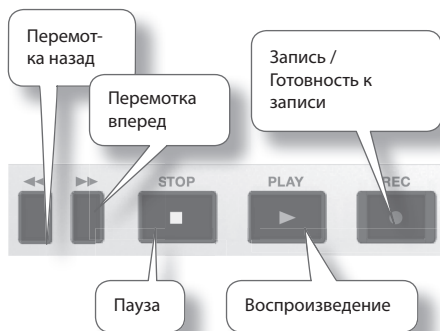 Перемот-
ка назад
Перемотка
вперед
Запись /
Готовность к
записи
STOP
PLAY
REC
Пауза
Воспроизведение